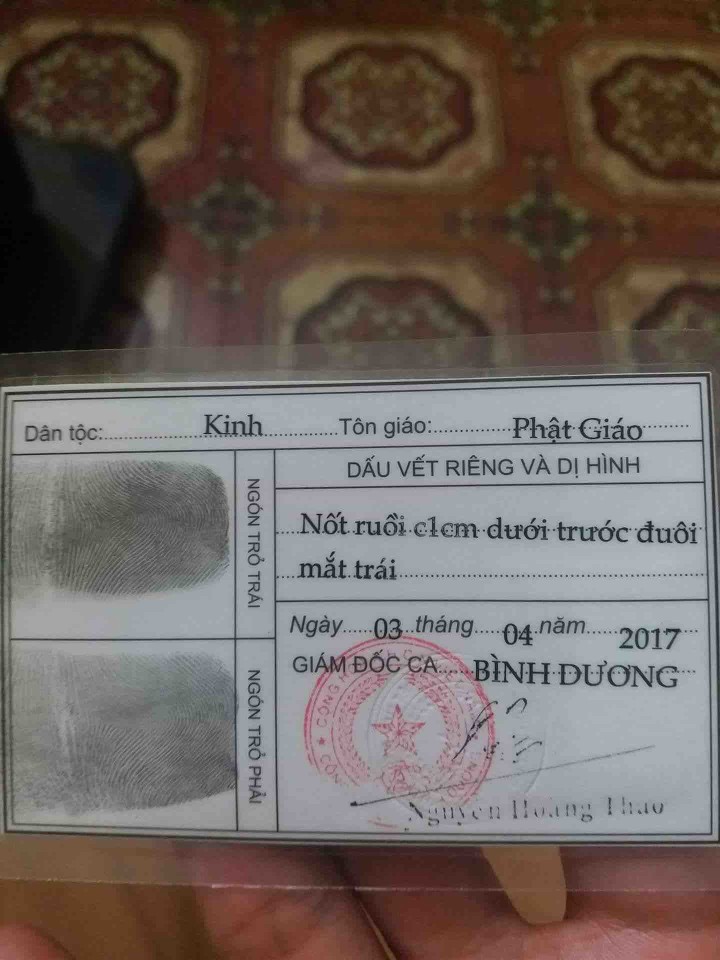 Dân tộc: Kinh Tôn giáo: Phật Giáo
NGÓN TRỎ TRÁI
NGÓN TRỎ PHẢI
DẤU VẾT RIÊNG VÀ DỊ HÌNH
Nốt ruồi c1cm dưới trước đuôi
mắt trái
Ngày 03 tháng 04 năm 2017
GIÁM ĐỐC CA BÌNH DƯƠNG
Nguyễn Hoàng Thao